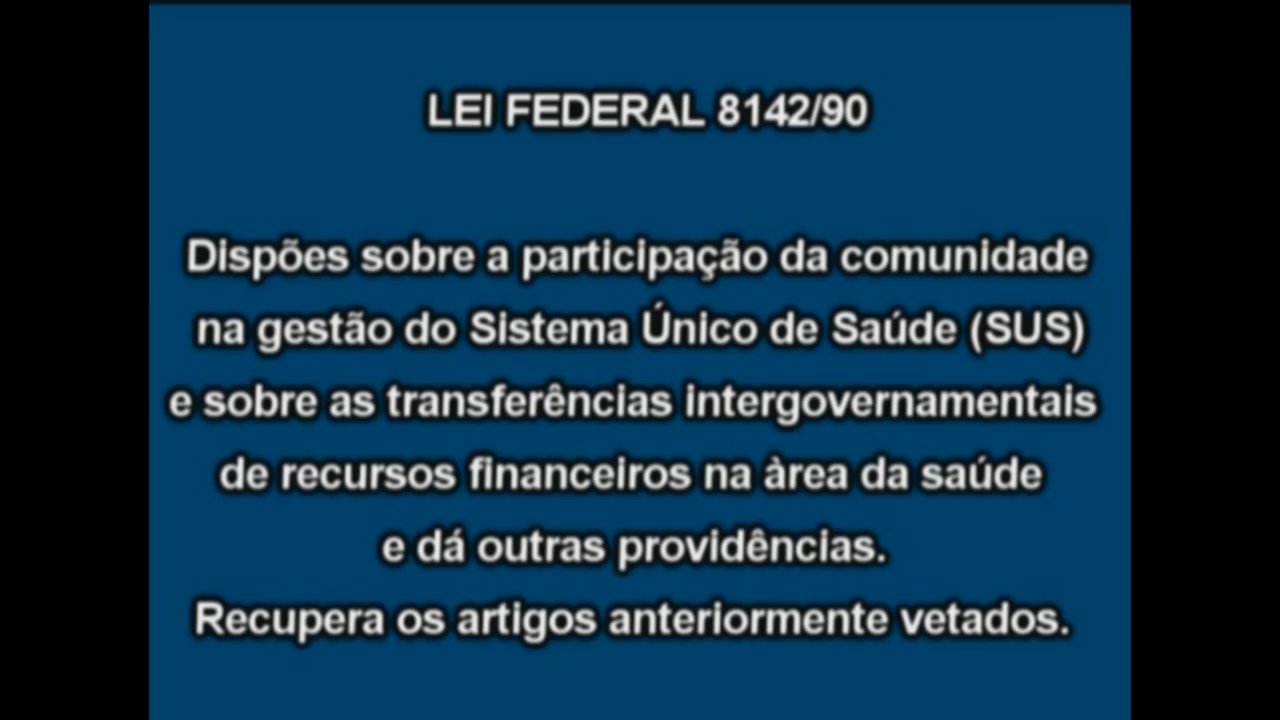 LEI FEDERAL 8142/90
Dispões sobre a participação da comunidade
na gestão do Sistema Único de Saúde (SUS)
e sobre as transferências intergovernamentais
de recursos financeiros na àrea da saúde
e dá outras providências.
Recupera os artigos anteriormente vetados.